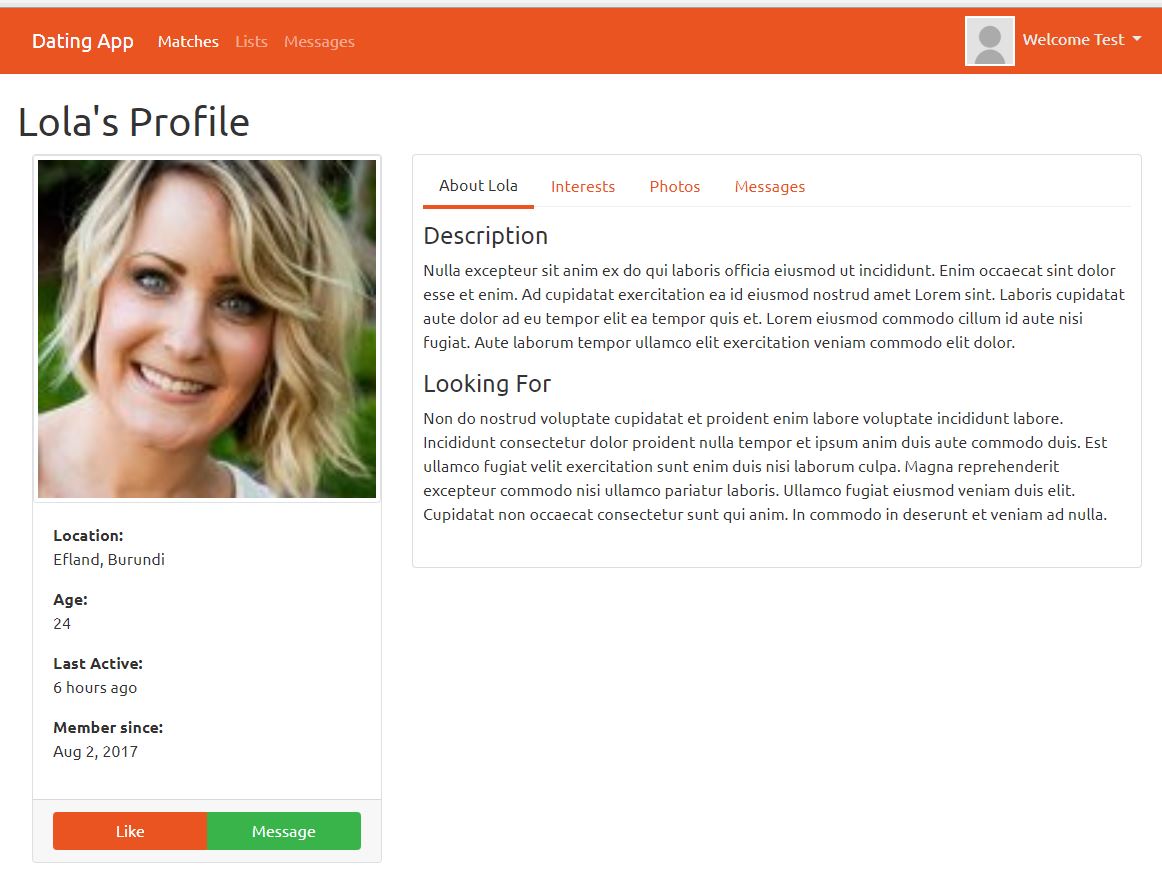 Dating App Matches Lists Messages
Welcome Test
Lola's Profile
Location:
Efland, Burundi
Age:
24
Last Active:
6 hours ago
Member since:
Aug 2, 2017
Like Message
About Lola Interests Photos Messages
Description
Nulla excepteur sit anim ex do qui laboris officia eiusmod ut incididunt. Enim occaecat sint dolor
esse et enim. Ad cupidatat exercitation ea id eiusmod nostrud amet Lorem sint. Laboris cupidatat
aute dolor ad eu tempor elit ea tempor quis et. Lorem eiusmod commodo cillum id aute nisi
fugiat. Aute laborum tempor ullamco elit exercitation veniam commodo elit dolor.
Looking For
Non do nostrud voluptate cupidatat et proident enim labore voluptate incididunt labore.
Incididunt consectetur dolor proident nulla tempor et ipsum anim duis aute commodo duis. Est
ullamco fugiat velit exercitation sunt enim duis nisi laborum culpa. Magna reprehenderit
excepteur commodo nisi ullamco pariatur laboris. Ullamco fugiat eiusmod veniam duis elit.
Cupidatat non occaecat consectetur sunt qui anim. In commodo in deserunt et veniam ad nulla.